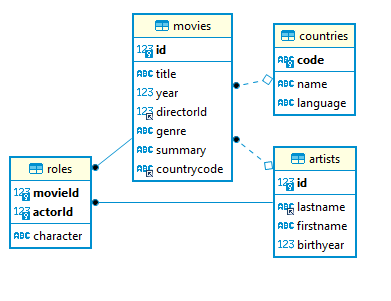 movies
123 id
ABC title
123 year
123 directorId
ABC genre
ABC summary
ABC countrycode
countries
ABC code
ABC name
ABC language
roles
123 movieId
123 actorId
ABC character
artists
123 id
ABC lastname
ABC firstname
123 birthyear